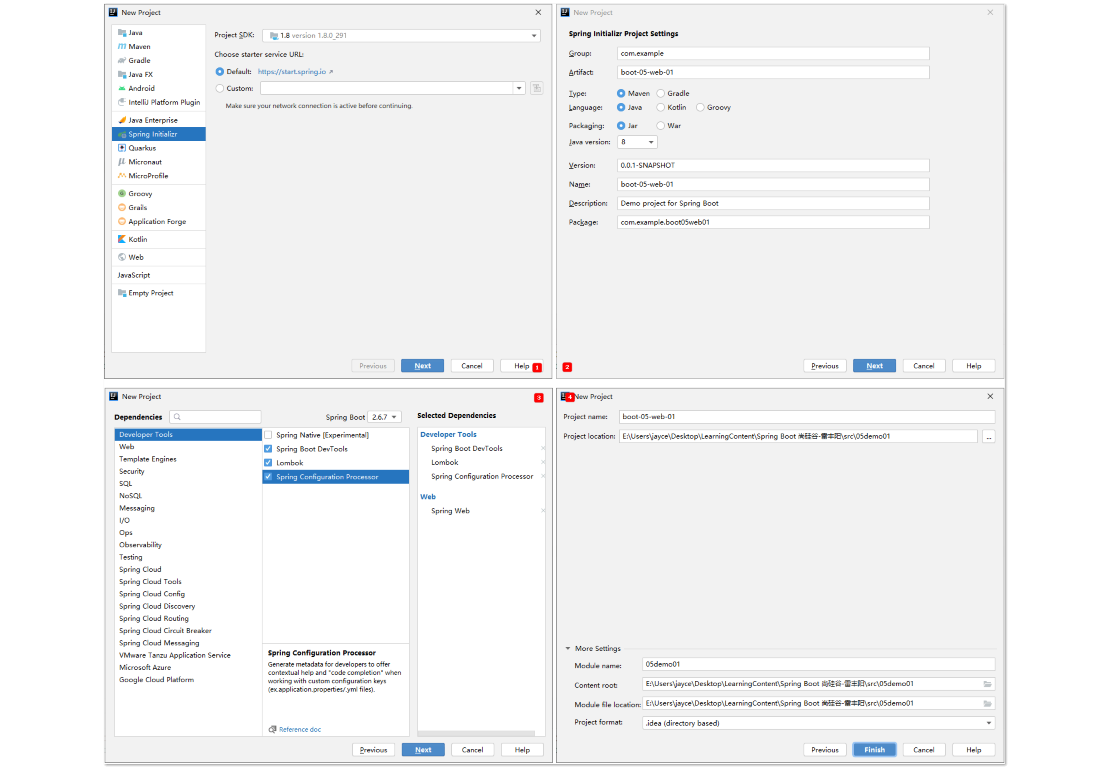 New Project
Java
Maven
Gradle
Java FX
Android
IntelliJ Platform Plugin
Java Enterprise
Spring Initializr
Quarkus
Micronaut
MicroProfile
Groovy
Grails
Application Forge
Kotlin
Web
JavaScript
Empty Project
Project SDK: 1.8 version 1.8.0_291
Choose starter service URL:
Default: https://start.spring.io
Custom:
Make sure your network connection is active before continuing.
Previous Next Cancel Help 1
New Project
Spring Initializr Project Settings
Group: com.example
Artifact: boot-05-web-01
Type: Maven Gradle
Language: Java Kotlin Groovy
Packaging: Jar War
Java version: 8
Version: 0.0.1-SNAPSHOT
Name: boot-05-web-01
Description: Demo project for Spring Boot
Package: com.example.boot05web01
2 Previous Next Cancel Help
New Project 3
Dependencies Spring Boot 2.6.7
Developer Tools
Web
Template Engines
Security
SQL
NoSQL
Messaging
I/O
Ops
Observability
Testing
Spring Cloud
Spring Cloud Tools
Spring Cloud Config
Spring Cloud Discovery
Spring Cloud Routing
Spring Cloud Circuit Breaker
Spring Cloud Messaging
VMware Tanzu Application Service
Microsoft Azure
Google Cloud Platform
Spring Native [Experimental]
Spring Boot DevTools
Lombok
Spring Configuration Processor
Spring Configuration Processor
Generate metadata for developers to offer
contextual help and "code completion" when
working with custom configuration keys
(ex.application.properties/.yml files).
Reference doc
Selected Dependencies
Developer Tools
Spring Boot DevTools
Lombok
Spring Configuration Processor
Web
Spring Web
Previous Next Cancel Help
4 New Project
Project name: boot-05-web-01
Project location: E:\Users\jayce\Desktop\LearningContent\Spring Boot 尚硅谷-雷丰阳\src\05demo01 ...
More Settings
Module name: 05demo01
Content root: E:\Users\jayce\Desktop\LearningContent\Spring Boot 尚硅谷-雷丰阳\src\05demo01
Module file location: E:\Users\jayce\Desktop\LearningContent\Spring Boot 尚硅谷-雷丰阳\src\05demo01
Project format: .idea (directory based)
Previous Finish Cancel Help